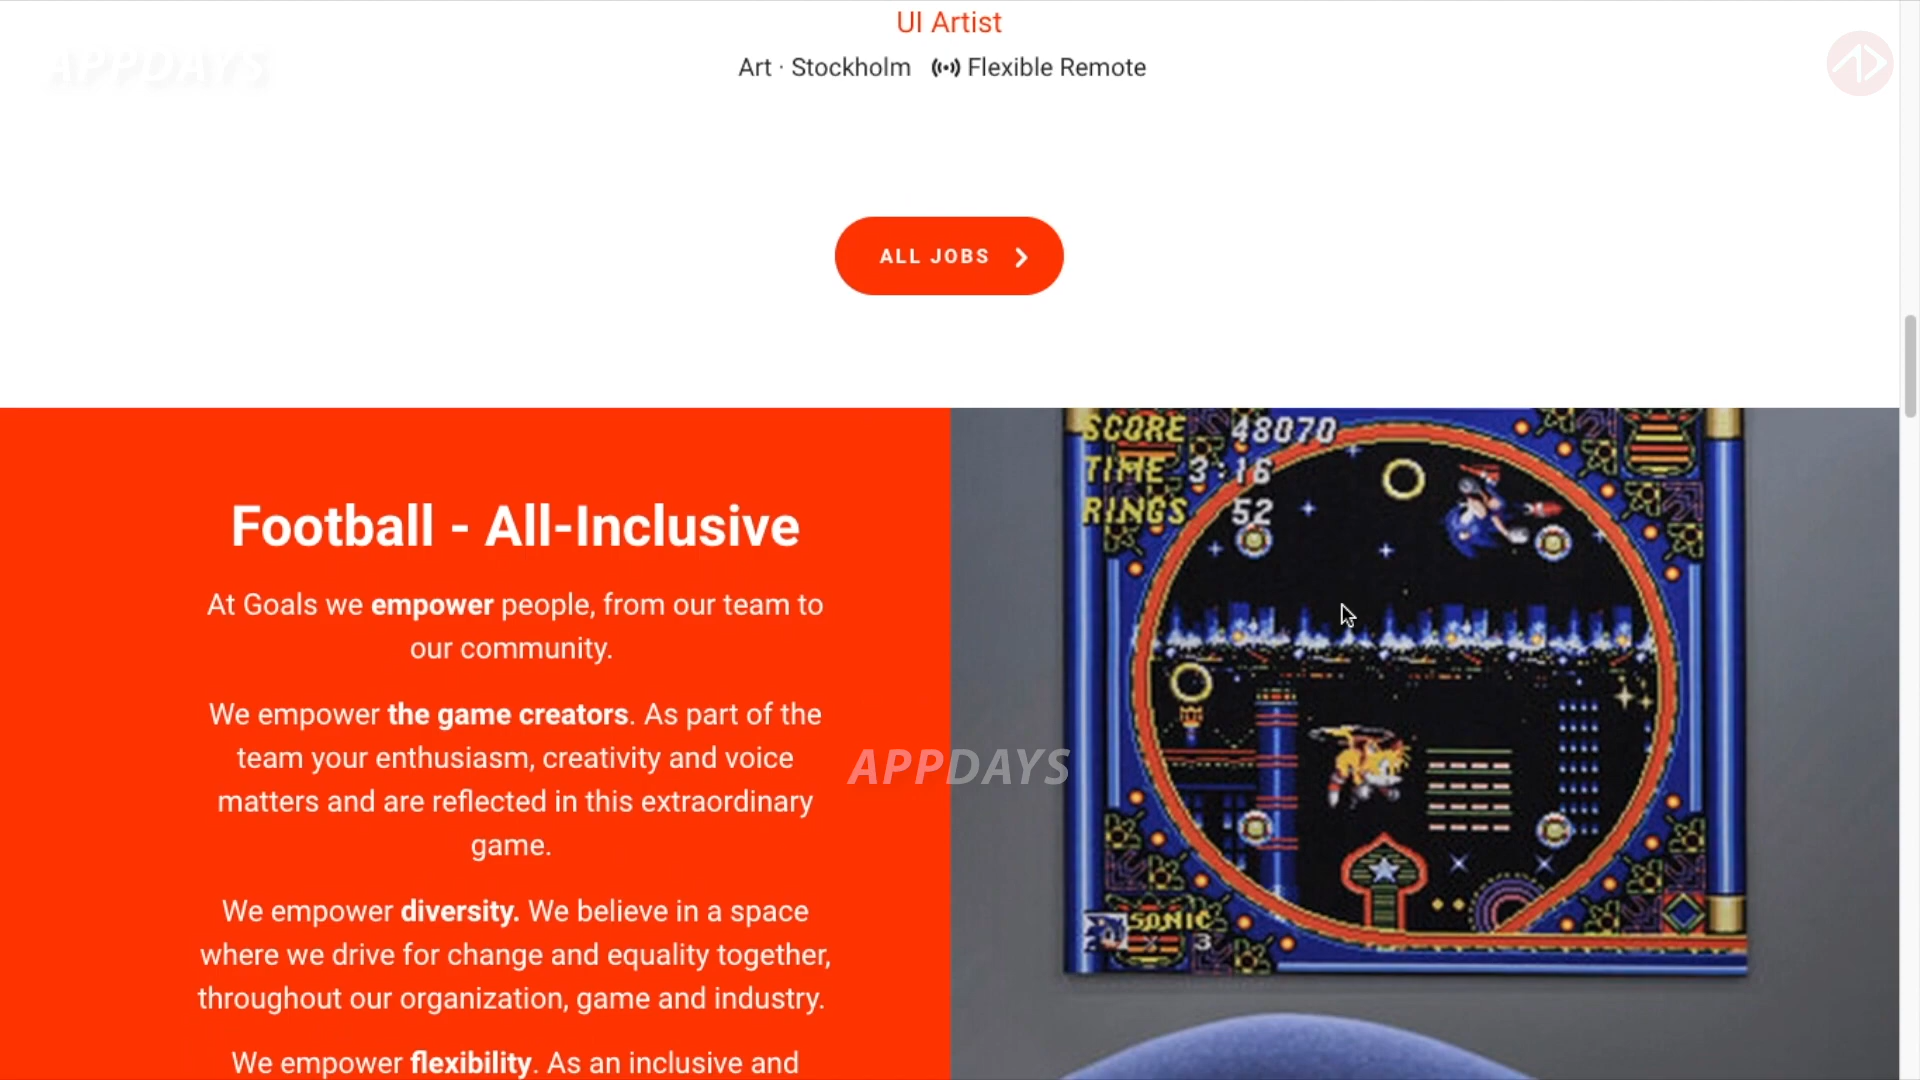 UI Artist
APPDAYS
Art · Stockholm Flexible Remote
ALL JOBS
SCORE 48070
TIME 3:16
RINGS 52
Football - All-Inclusive
At Goals we empower people, from our team to
our community.
We empower the game creators. As part of the
team your enthusiasm, creativity and voice
matters and are reflected in this extraordinary
game.
APPDAYS
We empower diversity. We believe in a space
where we drive for change and equality together,
throughout our organization, game and industry.
SONIC
× 3
We empower flexibility. As an inclusive and